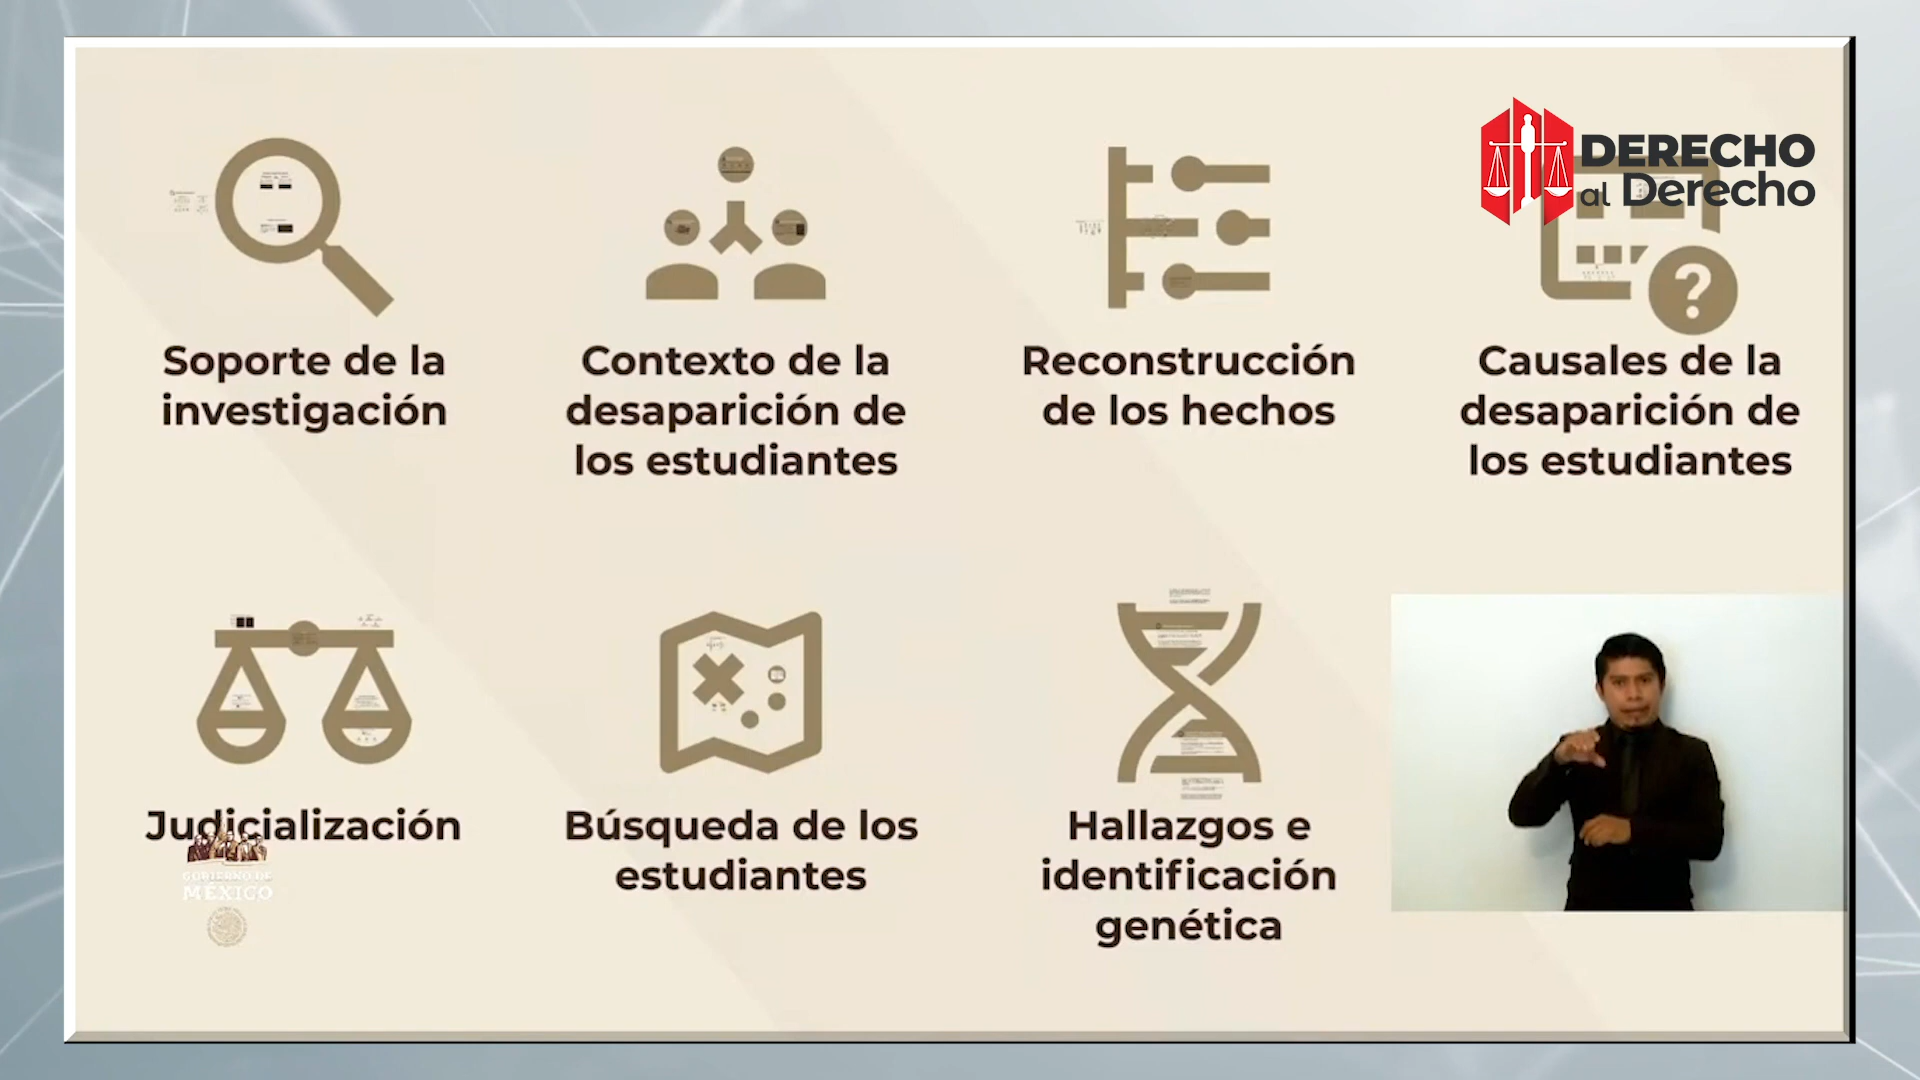 DERECHO
al Derecho
Soporte de la
investigación
Contexto de la
desaparición de
los estudiantes
Reconstrucción
de los hechos
Causales de la
desaparición de
los estudiantes
?
Judicialización
GOBIERNO DE
MÉXICO
Búsqueda de los
estudiantes
Hallazgos e
identificación
genética